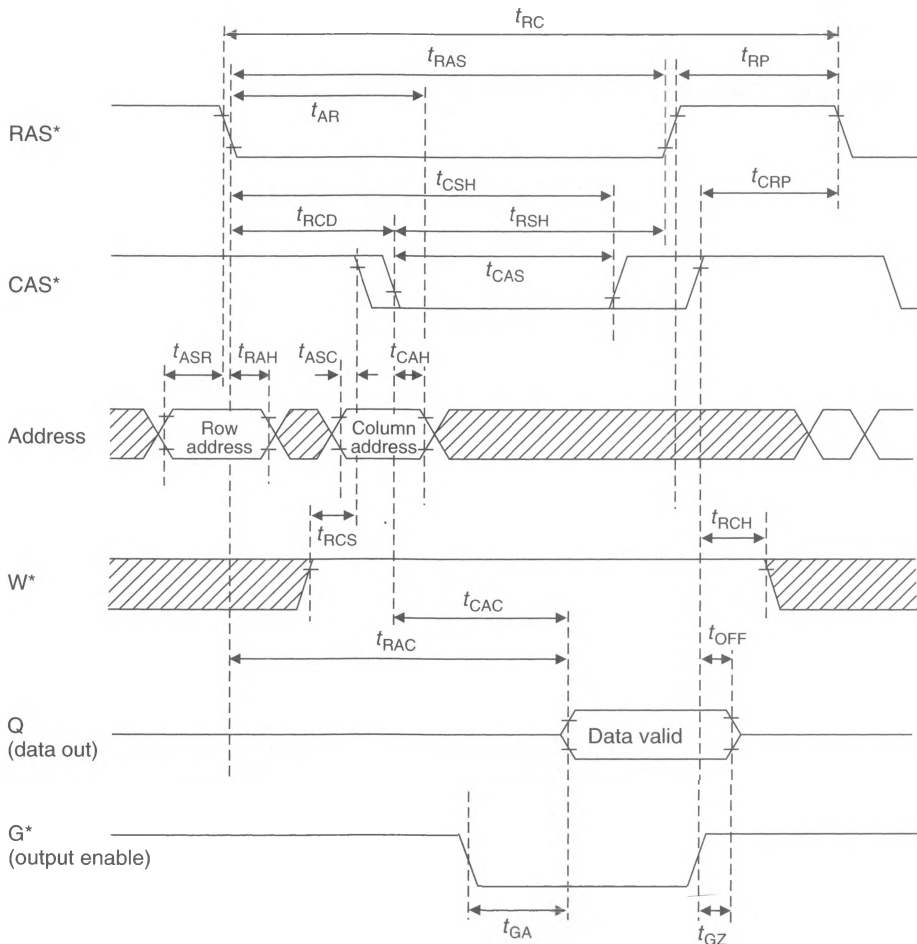 tRC
tRAS
tRP
tAR
RAS*
tCSH
tCRP
tRCD
tRSH
CAS*
tCAS
tASR
tRAH
tASC
tCAH
Address
Row
address
Column
address
tRCS
tRCH
W*
tCAC
tOFF
tRAC
Q
(data out)
Data valid
G*
(output enable)
tGA
tGZ